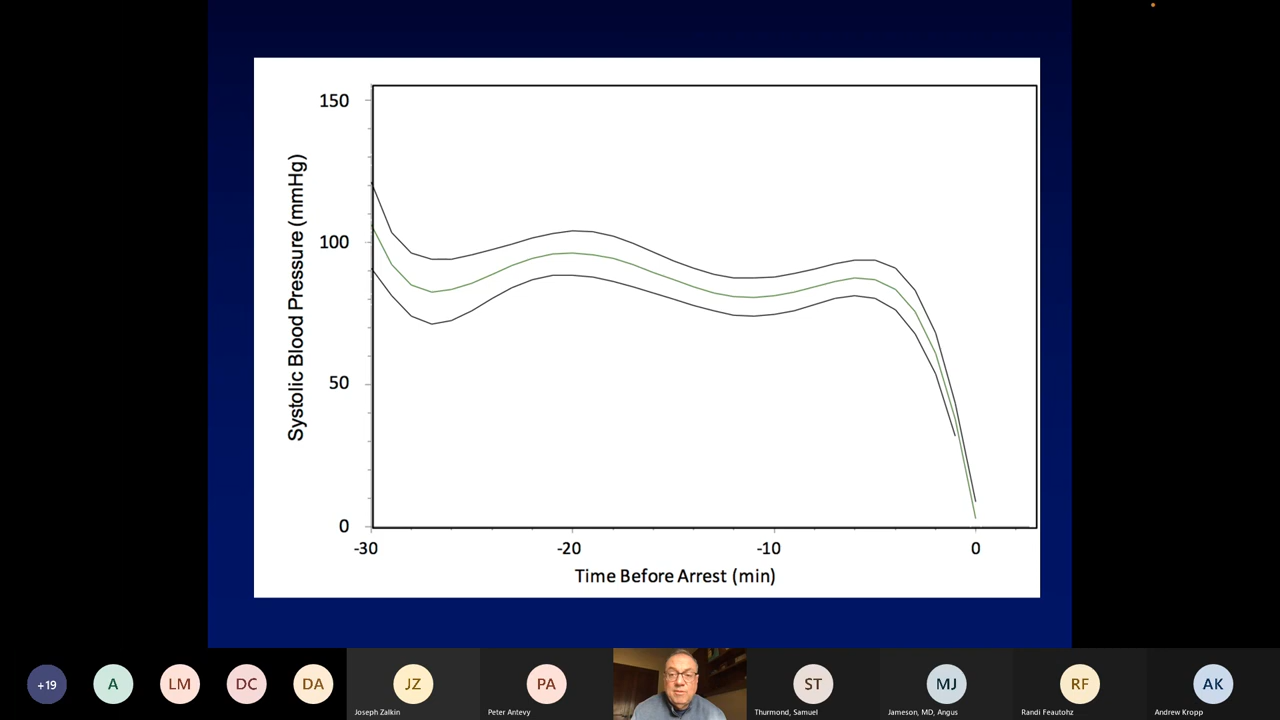 Systolic Blood Pressure (mmHg)
150
100
50
0
-30
-20
-10
0
Time Before Arrest (min)
+19
A
LM
DC
DA
JZ
Joseph Zalkin
PA
Peter Antevy
ST
Thurmond, Samuel
MJ
Jameson, MD, Angus
RF
Randi Feautohz
AK
Andrew Kropp